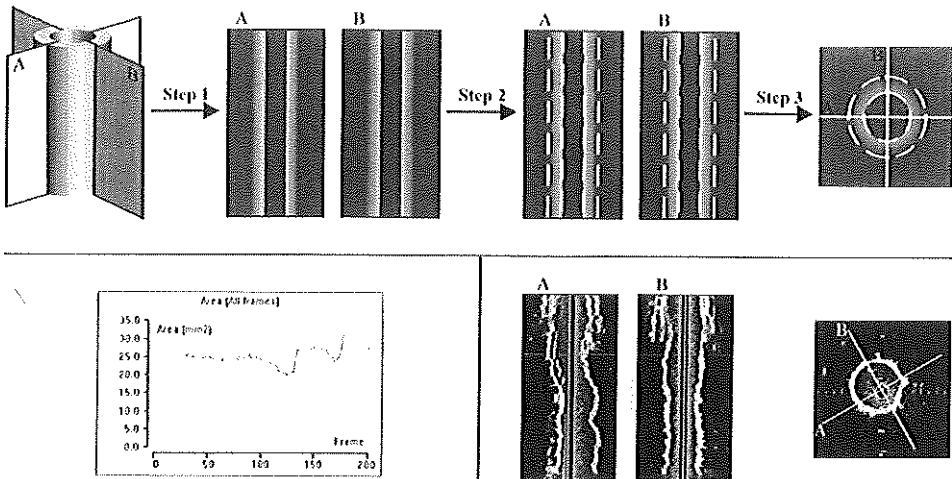 A B
Step 1
A B
Step 2
A B
Step 3
B
Area (All frames)
Area (mm2)
35.0
30.0
25.0
20.0
15.0
10.0
5.0
0.0
0 50 100 150 200
Frame
A B
B
A